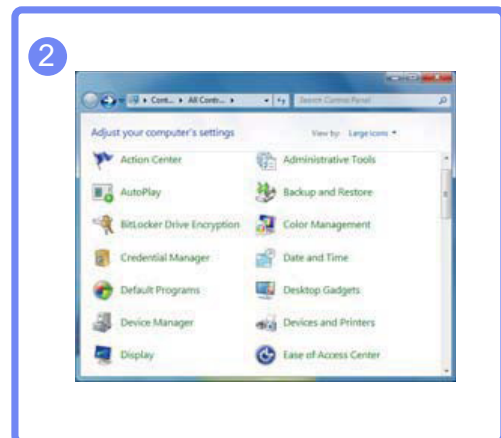 2
Cont... ▸ All Contr... ▸
Search Control Panel
Adjust your computer's settings
View by: Large icons
Action Center
Administrative Tools
AutoPlay
Backup and Restore
BitLocker Drive Encryption
Color Management
Credential Manager
Date and Time
Default Programs
Desktop Gadgets
Device Manager
Devices and Printers
Display
Ease of Access Center